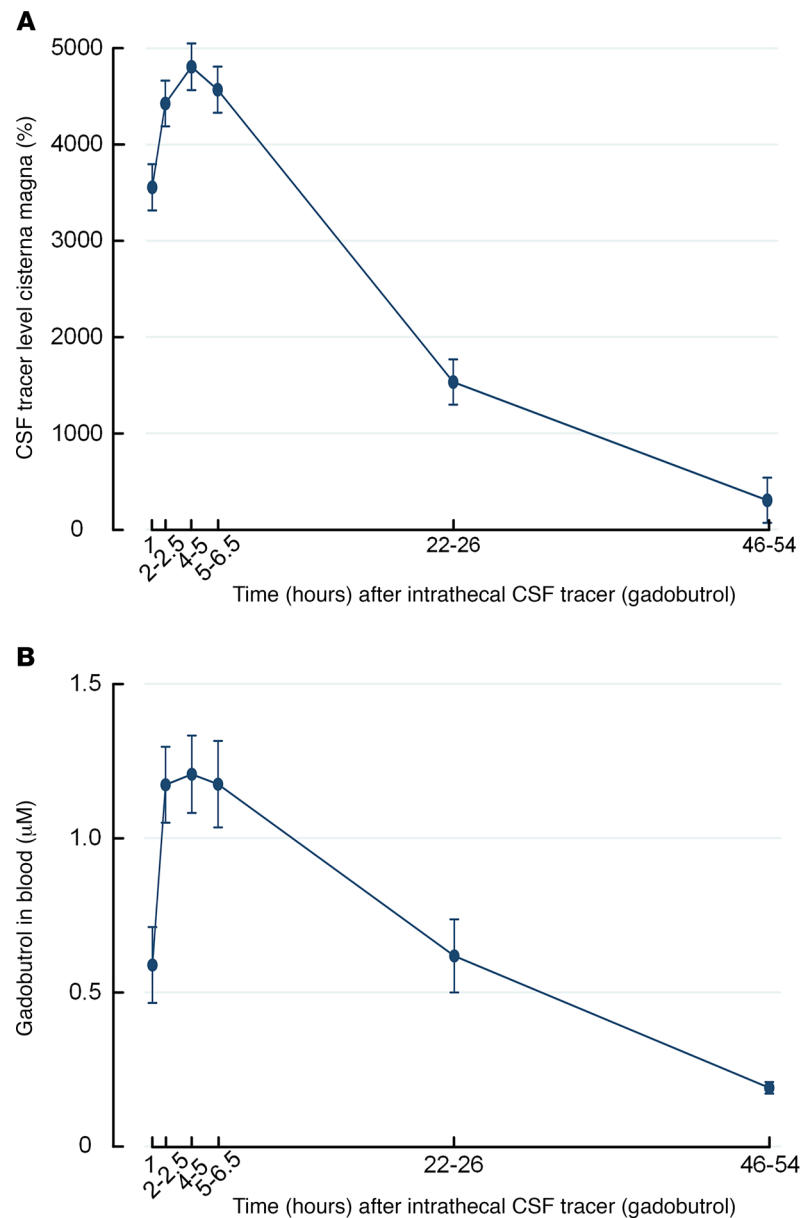 A
5000
4000
3000
2000
1000
0
CSF tracer level cisterna magna (%)
1 2-2.5 4-5 5-6.5 22-26 46-54
Time (hours) after intrathecal CSF tracer (gadobutrol)
B
1.5
1.0
0.5
0
Gadobutrol in blood (μM)
1 2-2.5 4-5 5-6.5 22-26 46-54
Time (hours) after intrathecal CSF tracer (gadobutrol)